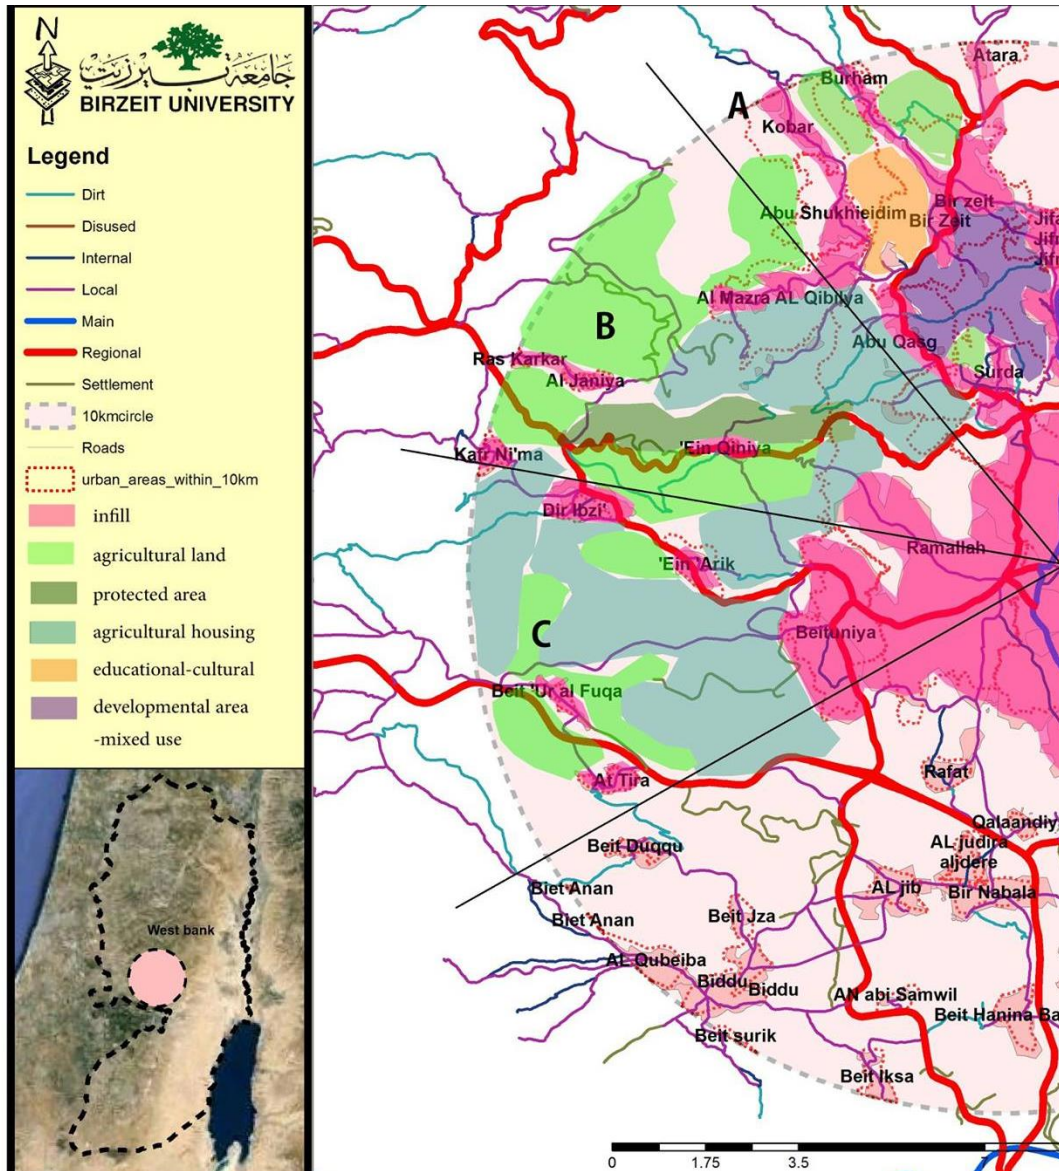 N
جامعة بيرزيت
BIRZEIT UNIVERSITY
Legend
Dirt
Disused
Internal
Local
Main
Regional
Settlement
10kmcircle
Roads
urban_areas_within_10km
infill
agricultural land
protected area
agricultural housing
educational-cultural
developmental area
-mixed use
West bank
Atara
Burham
A
Kobar
Bir zeit
Abu Shukhieidim
Bir Zeit
Al Mazra AL Qibliya
B
Abu Qasg
Ras Karkar
Surda
Al Janiya
'Ein Qiniya
Kafr Ni'ma
Dir Ibzi'
Ramallah
'Ein 'Arik
C
Beituniya
Beit 'Ur al Fuqa
At Tira
Rafat
Beit Duqqu
AL judira
aljdere
Biet Anan
AL jib
Bir Nabala
Biet Anan
Beit Jza
AL Qubeiba
Biddu
Biddu
AN abi Samwil
Beit Hanina Ba
Beit surik
Beit Iksa
0
1.75
3.5